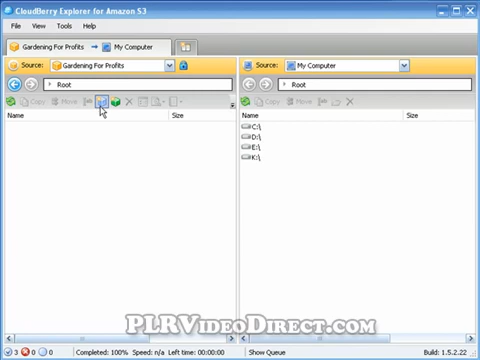 CloudBerry Explorer for Amazon S3
File View Tools Help
Gardening For Profits → My Computer
Source: Gardening For Profits
Source: My Computer
Root
Root
Copy Move
Copy Move
Name Size
Name Size
C:\
D:\
E:\
K:\
PLRVideoDirect.com
3 0 0 Completed: 100% Speed: n/a Left time: 00:00:00 Show Queue Build: 1.5.2.22